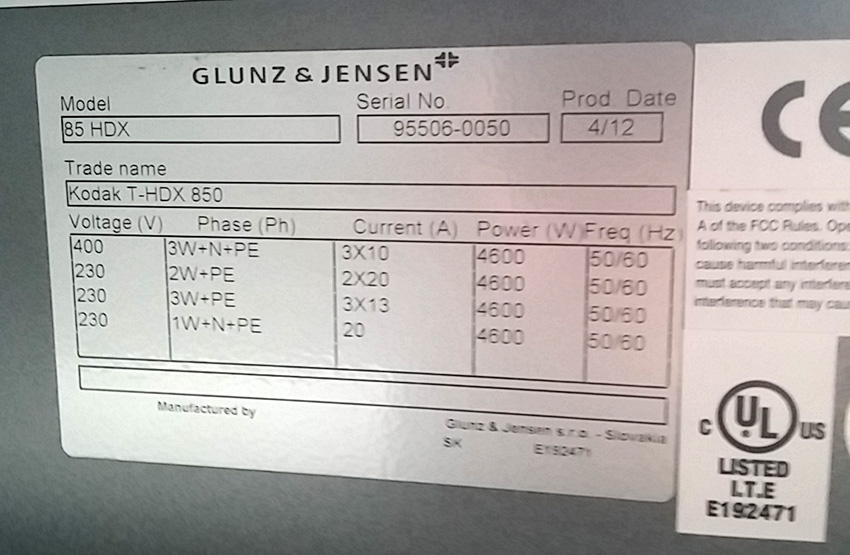 GLUNZ & JENSEN
Model Serial No. Prod Date
85 HDX 95506-0050 4/12
Trade name
Kodak T-HDX 850
Voltage (V) Phase (Ph) Current (A) Power (W) Freq (Hz)
400 3W+N+PE 3X10 4600 50/60
230 2W+PE 2X20 4600 50/60
230 3W+PE 3X13 4600 50/60
230 1W+N+PE 20 4600 50/60
Manufactured by
Glunz & Jensen s.r.o. - Slovakia
SK E192471
CE
This device complies with
A of the FCC Rules. Ope
following two conditions:
cause harmful interferen
must accept any interfere
interference that may cau
C UL US
LISTED
I.T.E
E192471